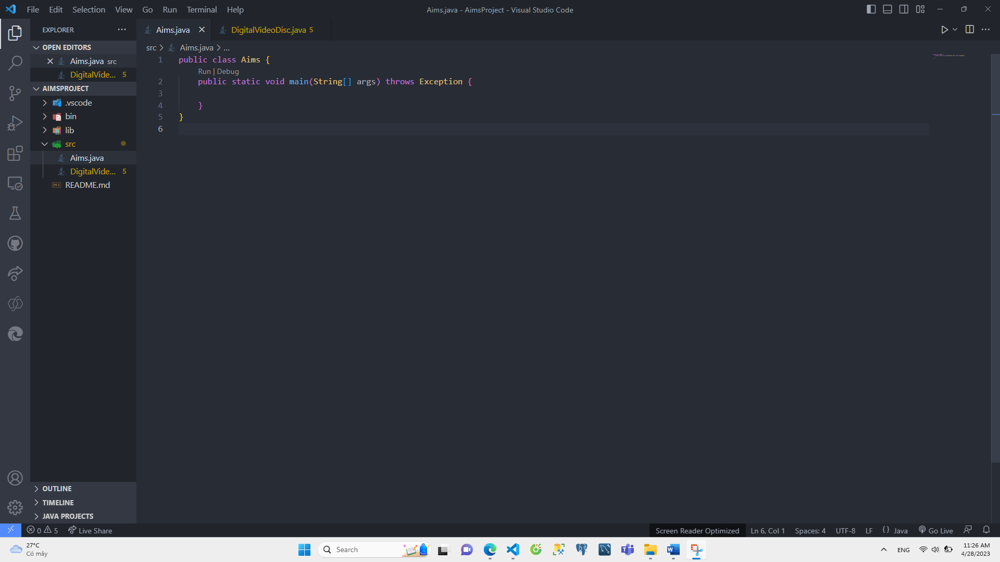 File Edit Selection View Go Run Terminal Help
Aims.java - AimsProject - Visual Studio Code
EXPLORER
OPEN EDITORS
Aims.java src
DigitalVide... 5
AIMSPROJECT
.vscode
bin
lib
src
Aims.java
DigitalVide... 5
README.md
OUTLINE
TIMELINE
JAVA PROJECTS
Aims.java
DigitalVideoDisc.java 5
src > Aims.java > ...
1 public class Aims {
Run | Debug
2 public static void main(String[] args) throws Exception {
3
4 }
5 }
6
0 5 Live Share
Screen Reader Optimized Ln 6, Col 1 Spaces: 4 UTF-8 LF {} Java Go Live
27°C
Có mây
Search
ENG
11:26 AM
4/28/2023